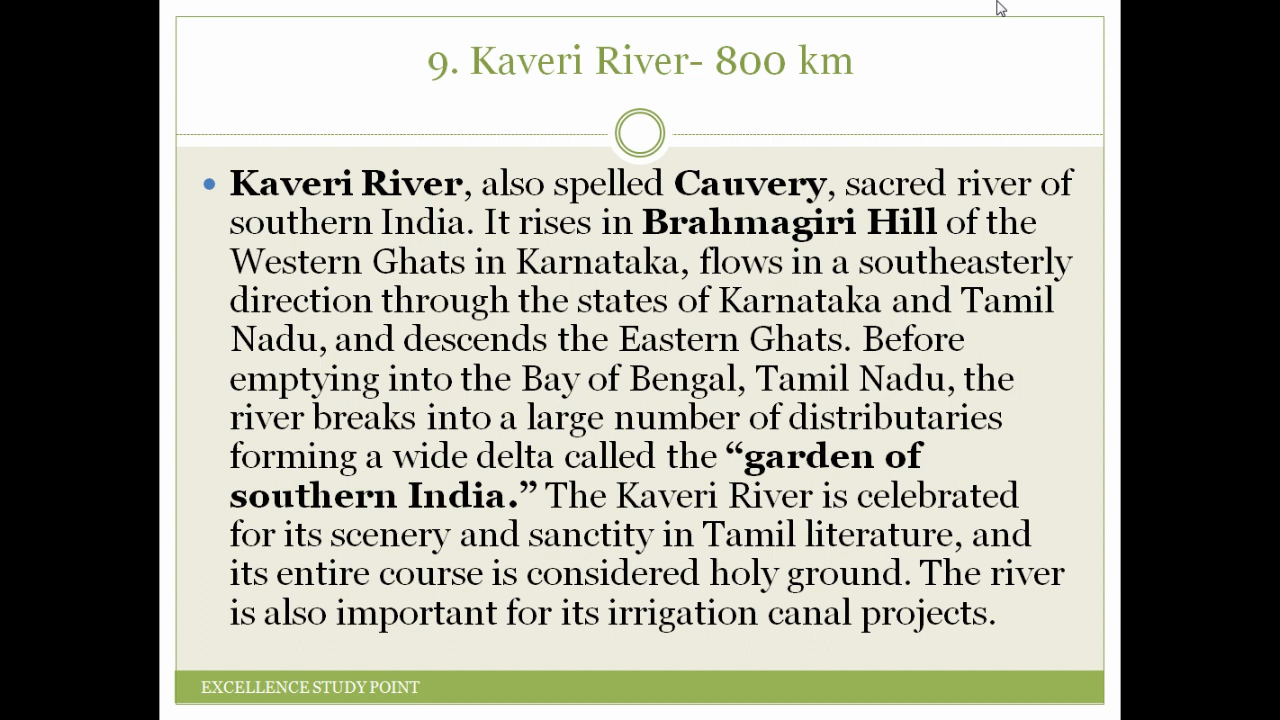 9. Kaveri River- 800 km
• Kaveri River, also spelled Cauvery, sacred river of
southern India. It rises in Brahmagiri Hill of the
Western Ghats in Karnataka, flows in a southeasterly
direction through the states of Karnataka and Tamil
Nadu, and descends the Eastern Ghats. Before
emptying into the Bay of Bengal, Tamil Nadu, the
river breaks into a large number of distributaries
forming a wide delta called the “garden of
southern India.” The Kaveri River is celebrated
for its scenery and sanctity in Tamil literature, and
its entire course is considered holy ground. The river
is also important for its irrigation canal projects.
EXCELLENCE STUDY POINT